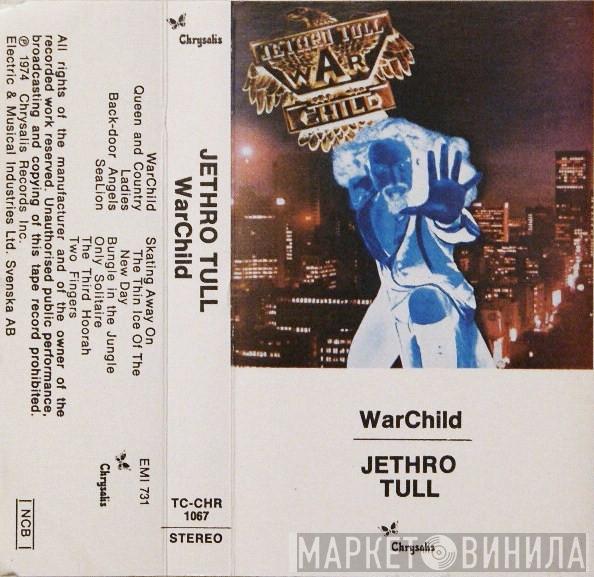 Chrysalis
WarChild
Queen and Country
Ladies
Back-door Angels
SeaLion
Skating Away On
The Thin Ice Of The
New Day
Bungle in the Jungle
Only Solitaire
The Third Hoorah
Two Fingers
All rights of the manufacturer and of the owner of the
recorded work reserved. Unauthorised public performance,
broadcasting and copying of this tape record prohibited.
℗ 1974 Chrysalis Records Inc.
Electric & Musical Industries Ltd. Svenska AB
EMI 731
Chrysalis
NCB
JETHRO TULL
WarChild
TC-CHR
1067
STEREO
JETHRO TULL
WAR
CHILD
WarChild
JETHRO
TULL
Chrysalis
МАРКЕТ ВИНИЛА